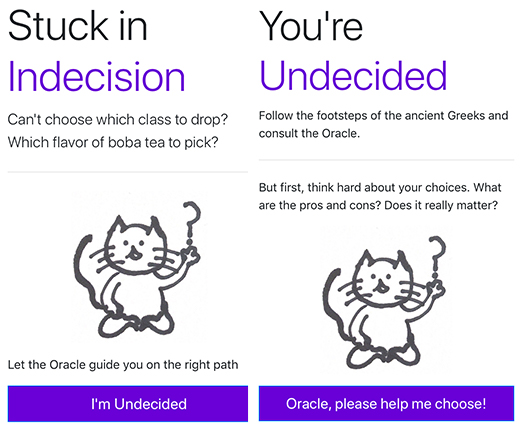 Stuck in
Indecision
Can't choose which class to drop?
Which flavor of boba tea to pick?
?
Let the Oracle guide you on the right path
I'm Undecided
You're
Undecided
Follow the footsteps of the ancient Greeks and
consult the Oracle.
But first, think hard about your choices. What
are the pros and cons? Does it really matter?
?
Oracle, please help me choose!